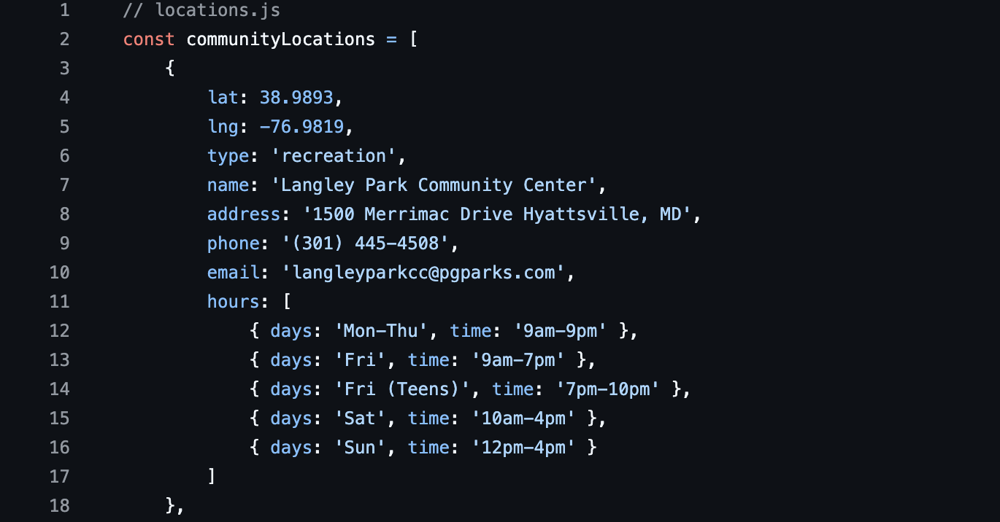 1 // locations.js
2 const communityLocations = [
3 {
4 lat: 38.9893,
5 lng: -76.9819,
6 type: 'recreation',
7 name: 'Langley Park Community Center',
8 address: '1500 Merrimac Drive Hyattsville, MD',
9 phone: '(301) 445-4508',
10 email: 'langleyparkcc@pgparks.com',
11 hours: [
12 { days: 'Mon-Thu', time: '9am-9pm' },
13 { days: 'Fri', time: '9am-7pm' },
14 { days: 'Fri (Teens)', time: '7pm-10pm' },
15 { days: 'Sat', time: '10am-4pm' },
16 { days: 'Sun', time: '12pm-4pm' }
17 ]
18 },